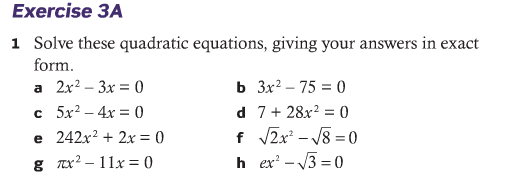 Exercise 3A
1 Solve these quadratic equations, giving your answers in exact
form.
a 2x² – 3x = 0 b 3x² – 75 = 0
c 5x² – 4x = 0 d 7 + 28x² = 0
e 242x² + 2x = 0 f √2x² – √8 = 0
g πx² – 11x = 0 h ex² – √3 = 0